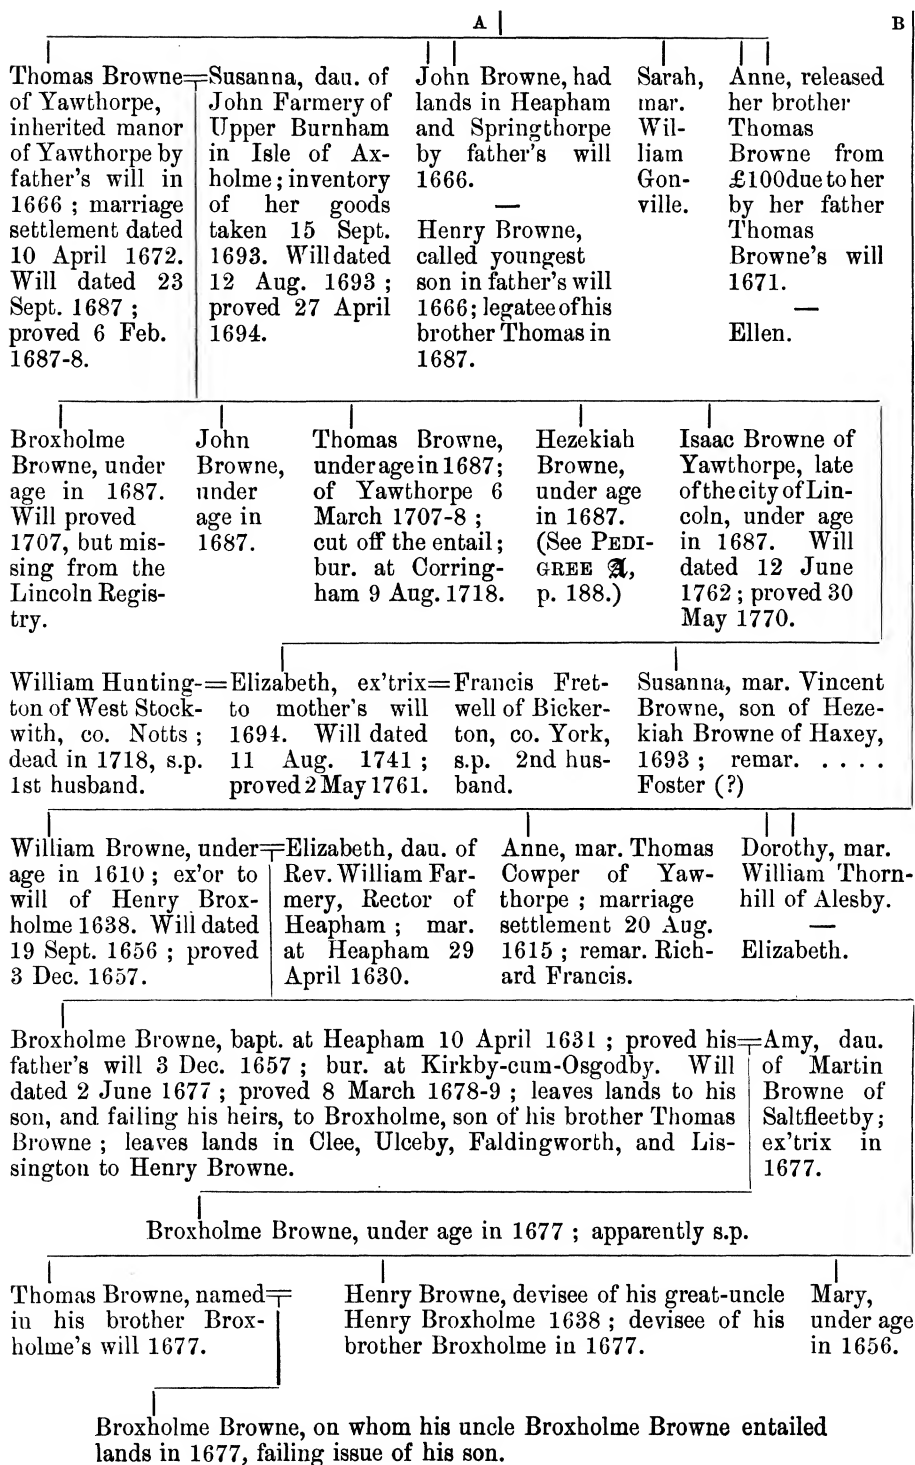 A
B
Thomas Browne=
of Yawthorpe,
inherited manor
of Yawthorpe by
father's will in
1666 ; marriage
settlement dated
10 April 1672.
Will dated 23
Sept. 1687 ;
proved 6 Feb.
1687-8.
Susanna, dau. of
John Farmery of
Upper Burnham
in Isle of Ax-
holme ; inventory
of her goods
taken 15 Sept.
1693. Will dated
12 Aug. 1693 ;
proved 27 April
1694.
John Browne, had
lands in Heapham
and Springthorpe
by father's will
1666.
—
Henry Browne,
called youngest
son in father's will
1666; legatee of his
brother Thomas in
1687.
Sarah,
mar.
Wil-
liam
Gon-
ville.
Anne, released
her brother
Thomas
Browne from
£100 due to her
by her father
Thomas
Browne's will
1671.
—
Ellen.
Broxholme
Browne, under
age in 1687.
Will proved
1707, but mis-
sing from the
Lincoln Regis-
try.
John
Browne,
under
age in
1687.
Thomas Browne,
under age in 1687;
of Yawthorpe 6
March 1707-8 ;
cut off the entail;
bur. at Corring-
ham 9 Aug. 1718.
Hezekiah
Browne,
under age
in 1687.
(See PEDI-
GREE A,
p. 188.)
Isaac Browne of
Yawthorpe, late
of the city of Lin-
coln, under age
in 1687. Will
dated 12 June
1762 ; proved 30
May 1770.
William Hunting-=
ton of West Stock-
with, co. Notts ;
dead in 1718, s.p.
1st husband.
Elizabeth, ex'trix=
to mother's will
1694. Will dated
11 Aug. 1741 ;
proved 2 May 1761.
Francis Fret-
well of Bicker-
ton, co. York,
s.p. 2nd hus-
band.
Susanna, mar. Vincent
Browne, son of Heze-
kiah Browne of Haxey,
1693 ; remar. . . . .
Foster (?)
William Browne, under=
age in 1610 ; ex'or to
will of Henry Brox-
holme 1638. Will dated
19 Sept. 1656 ; proved
3 Dec. 1657.
Elizabeth, dau. of
Rev. William Far-
mery, Rector of
Heapham ; mar.
at Heapham 29
April 1630.
Anne, mar. Thomas
Cowper of Yaw-
thorpe ; marriage
settlement 20 Aug.
1615 ; remar. Rich-
ard Francis.
Dorothy, mar.
William Thorn-
hill of Alesby.
—
Elizabeth.
Broxholme Browne, bapt. at Heapham 10 April 1631 ; proved his=
father's will 3 Dec. 1657 ; bur. at Kirkby-cum-Osgodby. Will
dated 2 June 1677 ; proved 8 March 1678-9 ; leaves lands to his
son, and failing his heirs, to Broxholme, son of his brother Thomas
Browne ; leaves lands in Clee, Ulceby, Faldingworth, and Lis-
sington to Henry Browne.
Amy, dau.
of Martin
Browne of
Saltfleetby;
ex'trix in
1677.
Broxholme Browne, under age in 1677 ; apparently s.p.
Thomas Browne, named=
in his brother Brox-
holme's will 1677.
Henry Browne, devisee of his great-uncle
Henry Broxholme 1638 ; devisee of his
brother Broxholme in 1677.
Mary,
under age
in 1656.
Broxholme Browne, on whom his uncle Broxholme Browne entailed
lands in 1677, failing issue of his son.